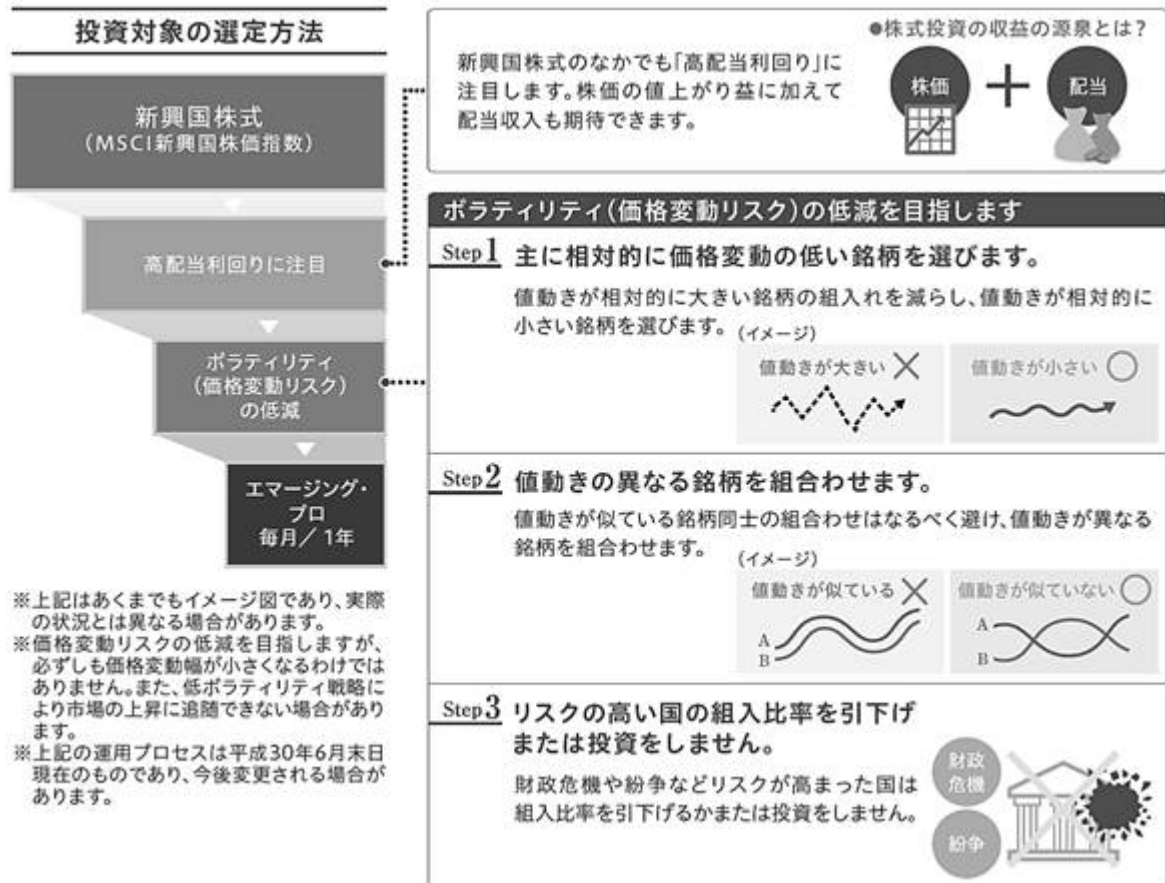 投資対象の選定方法
新興国株式
(MSCI新興国株価指数)
高配当利回りに注目
ボラティリティ
(価格変動リスク)
の低減
エマージング・
プロ
毎月／1年
※上記はあくまでもイメージ図であり、実際
の状況とは異なる場合があります。
※価格変動リスクの低減を目指しますが、
必ずしも価格変動幅が小さくなるわけでは
ありません。また、低ボラティリティ戦略に
より市場の上昇に追随できない場合があり
ます。
※上記の運用プロセスは平成30年6月末日
現在のものであり、今後変更される場合が
あります。
●株式投資の収益の源泉とは？
新興国株式のなかでも「高配当利回り」に
注目します。株価の値上がり益に加えて
配当収入も期待できます。
株価 + 配当
ボラティリティ(価格変動リスク)の低減を目指します
Step1 主に相対的に価格変動の低い銘柄を選びます。
値動きが相対的に大きい銘柄の組入れを減らし、値動きが相対的に
小さい銘柄を選びます。(イメージ)
値動きが大きい 値動きが小さい
Step2 値動きの異なる銘柄を組合わせます。
値動きが似ている銘柄同士の組合わせはなるべく避け、値動きが異なる
銘柄を組合わせます。 (イメージ)
値動きが似ている 値動きが似ていない
A A
B B
Step3 リスクの高い国の組入比率を引下げ
または投資をしません。
財政危機や紛争などリスクが高まった国は
組入比率を引下げるかまたは投資をしません。
財政
危機
紛争